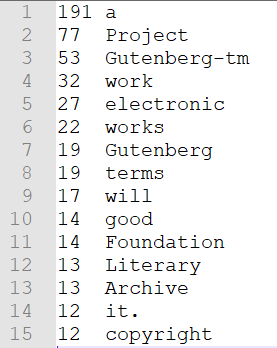 1 191 a
2 77 Project
3 53 Gutenberg-tm
4 32 work
5 27 electronic
6 22 works
7 19 Gutenberg
8 19 terms
9 17 will
10 14 good
11 14 Foundation
12 13 Literary
13 13 Archive
14 12 it.
15 12 copyright